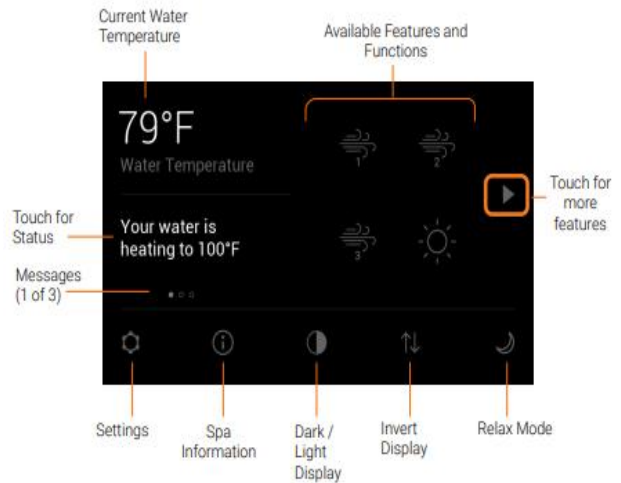 Current Water
Temperature
Available Features and
Functions
79°F
Water Temperature
1
2
Touch for
more
features
Touch for
Status
Your water is
heating to 100°F
3
Messages
(1 of 3)
Settings
Spa
Information
Dark /
Light
Display
Invert
Display
Relax Mode